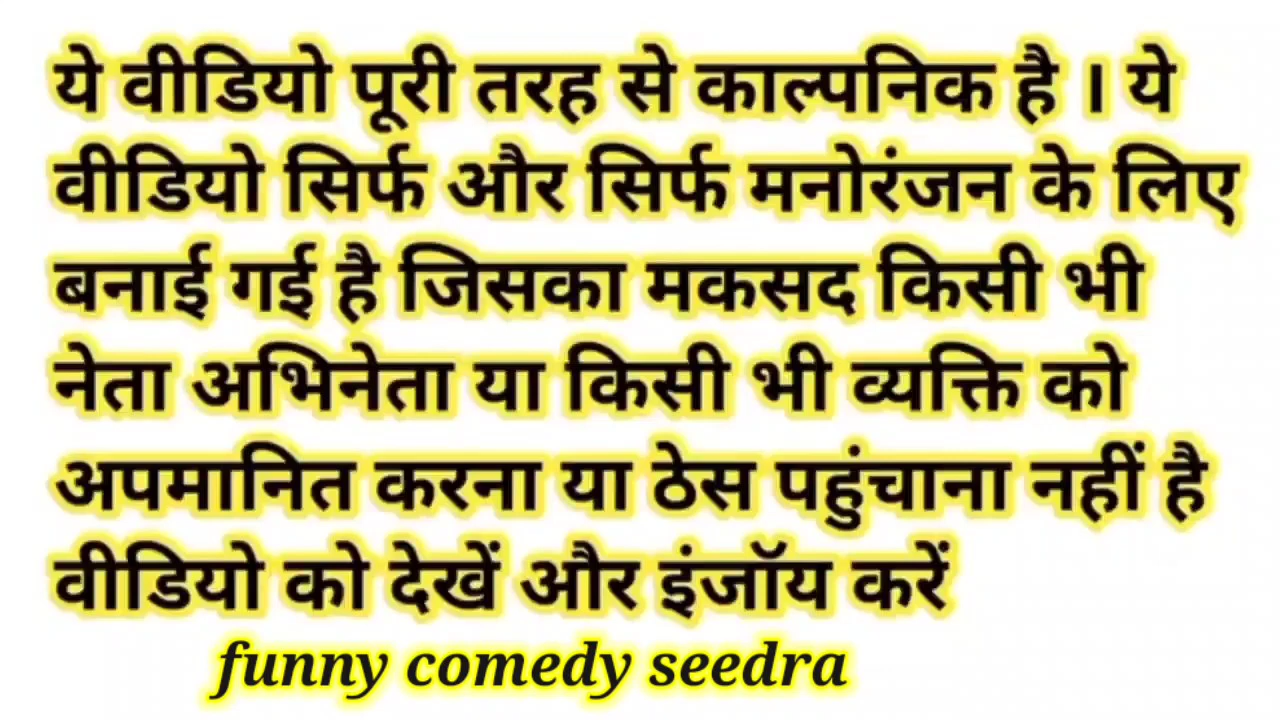 ये वीडियो पूरी तरह से काल्पनिक है । ये
वीडियो सिर्फ और सिर्फ मनोरंजन के लिए
बनाई गई है जिसका मकसद किसी भी
नेता अभिनेता या किसी भी व्यक्ति को
अपमानित करना या ठेस पहुंचाना नहीं है
वीडियो को देखें और इंजॉय करें
funny comedy seedra